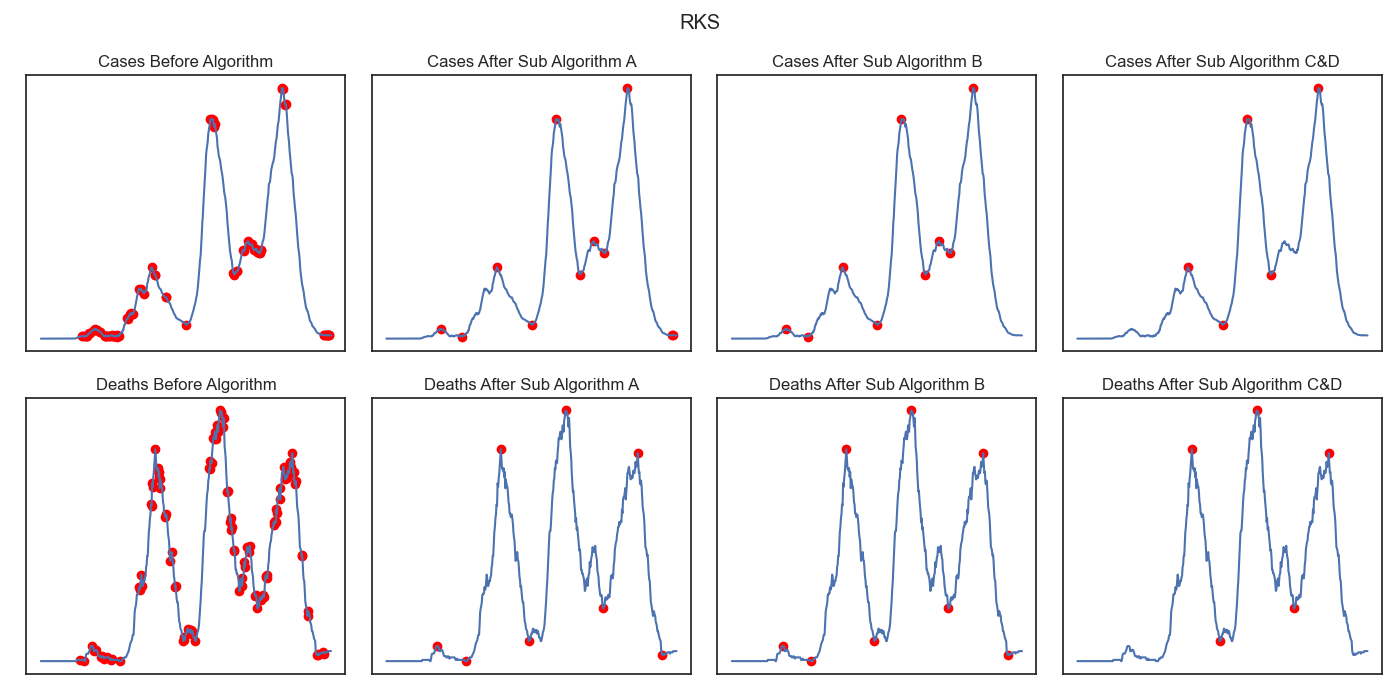 RKS
Cases Before Algorithm
Cases After Sub Algorithm A
Cases After Sub Algorithm B
Cases After Sub Algorithm C&D
Deaths Before Algorithm
Deaths After Sub Algorithm A
Deaths After Sub Algorithm B
Deaths After Sub Algorithm C&D